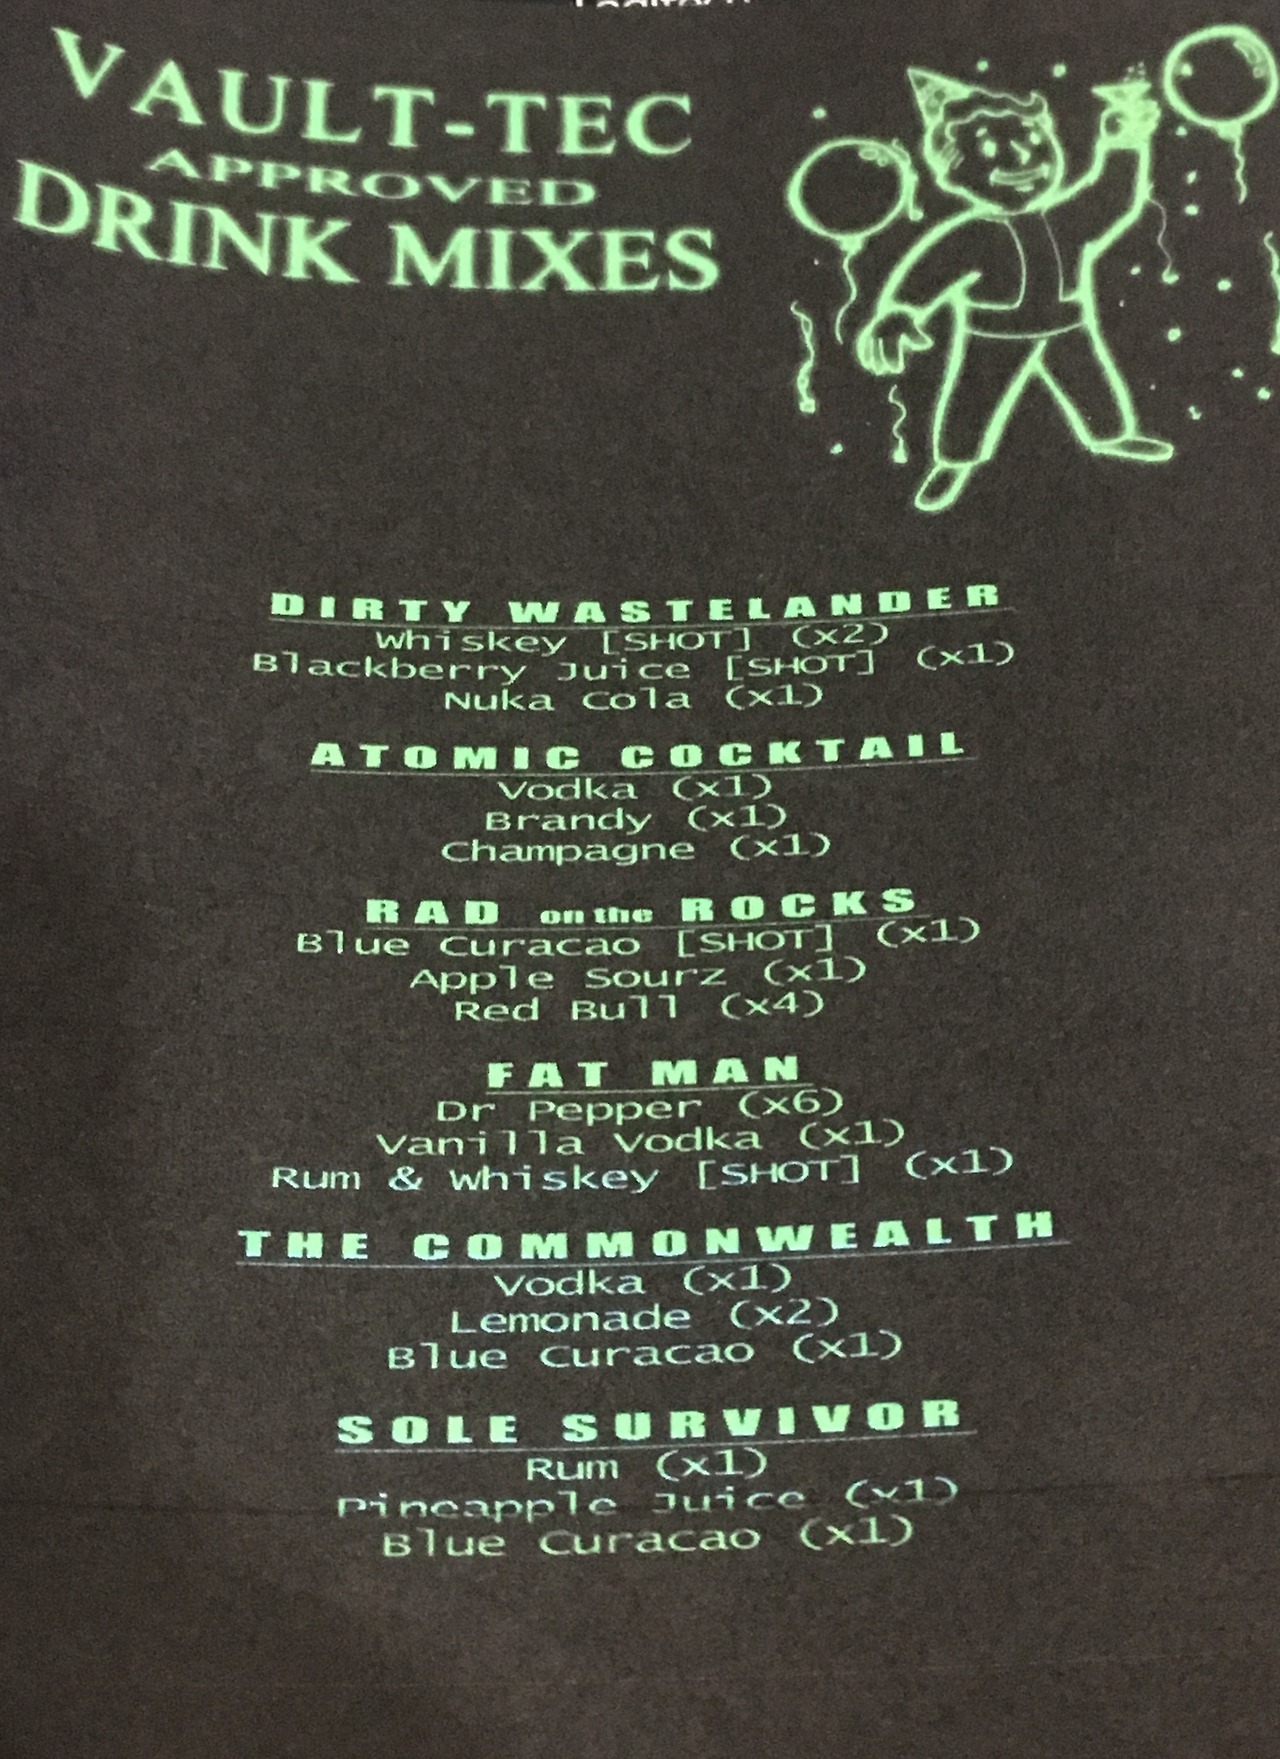 VAULT-TEC
APPROVED
DRINK MIXES
DIRTY WASTELANDER
Whiskey [SHOT] (x2)
Blackberry Juice [SHOT] (x1)
Nuka Cola (x1)
ATOMIC COCKTAIL
Vodka (x1)
Brandy (x1)
Champagne (x1)
RAD on the ROCKS
Blue Curacao [SHOT] (x1)
Apple Sourz (x1)
Red Bull (x4)
FAT MAN
Dr Pepper (x6)
Vanilla Vodka (x1)
Rum & Whiskey [SHOT] (x1)
THE COMMONWEALTH
Vodka (x1)
Lemonade (x2)
Blue Curacao (x1)
SOLE SURVIVOR
Rum (x1)
Pineapple Juice (x1)
Blue Curacao (x1)